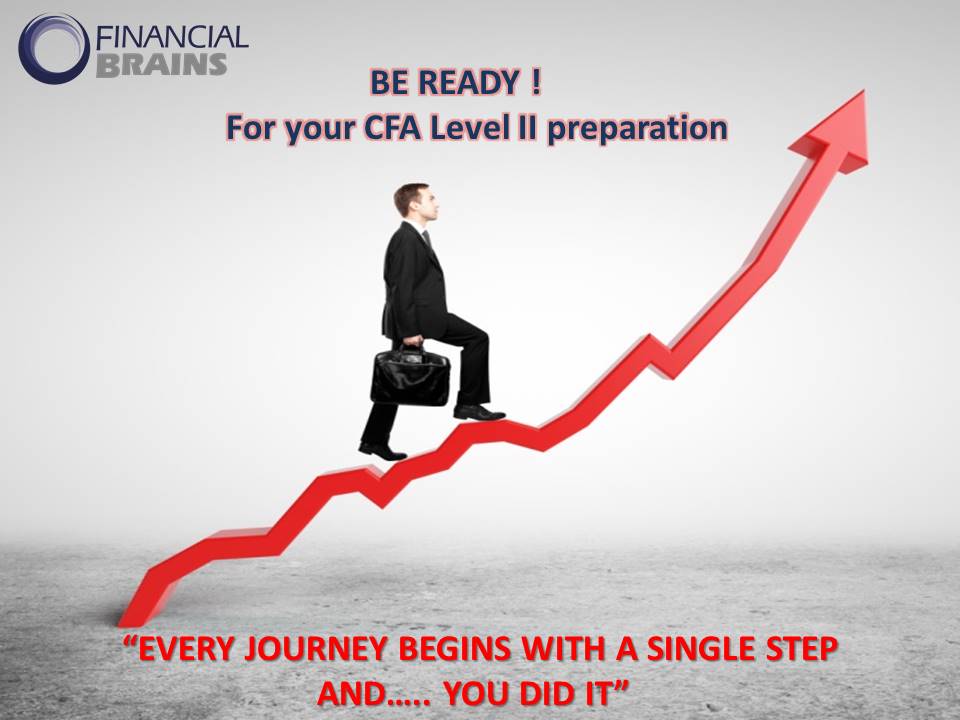 FINANCIAL
BRAINS
BE READY !
For your CFA Level II preparation
“EVERY JOURNEY BEGINS WITH A SINGLE STEP
AND….. YOU DID IT”